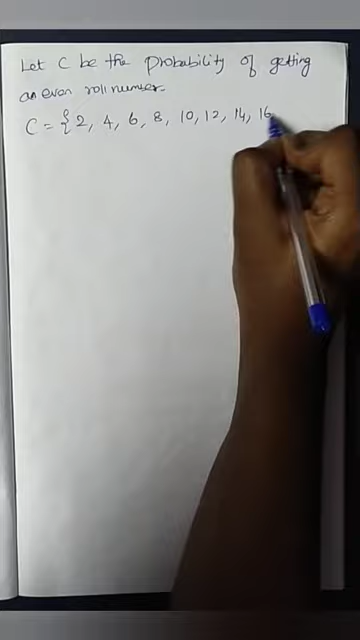 Let C be the probability of getting
an even roll number.
C = { 2, 4, 6, 8, 10, 12, 14, 16